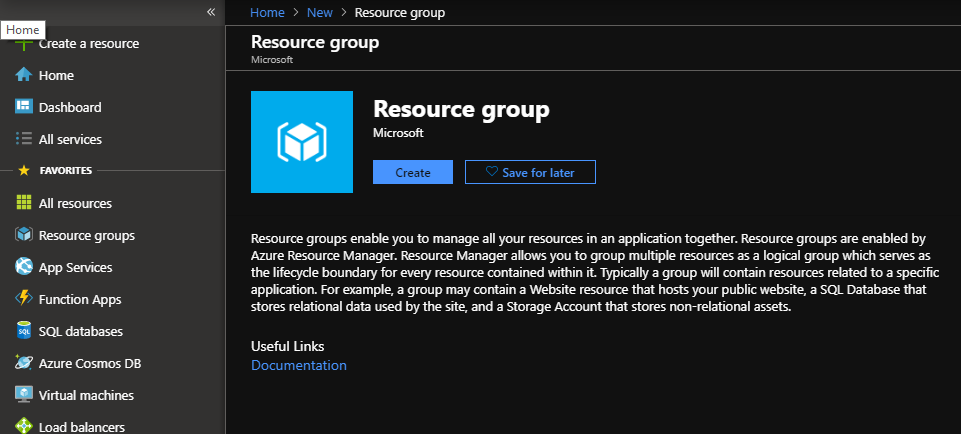 «
Home > New > Resource group
Home
Create a resource
Home
Dashboard
All services
FAVORITES
All resources
Resource groups
App Services
Function Apps
SQL
SQL databases
Azure Cosmos DB
Virtual machines
Load balancers
Resource group
Microsoft
Resource group
Microsoft
Create
Save for later
Resource groups enable you to manage all your resources in an application together. Resource groups are enabled by
Azure Resource Manager. Resource Manager allows you to group multiple resources as a logical group which serves as
the lifecycle boundary for every resource contained within it. Typically a group will contain resources related to a specific
application. For example, a group may contain a Website resource that hosts your public website, a SQL Database that
stores relational data used by the site, and a Storage Account that stores non-relational assets.
Useful Links
Documentation